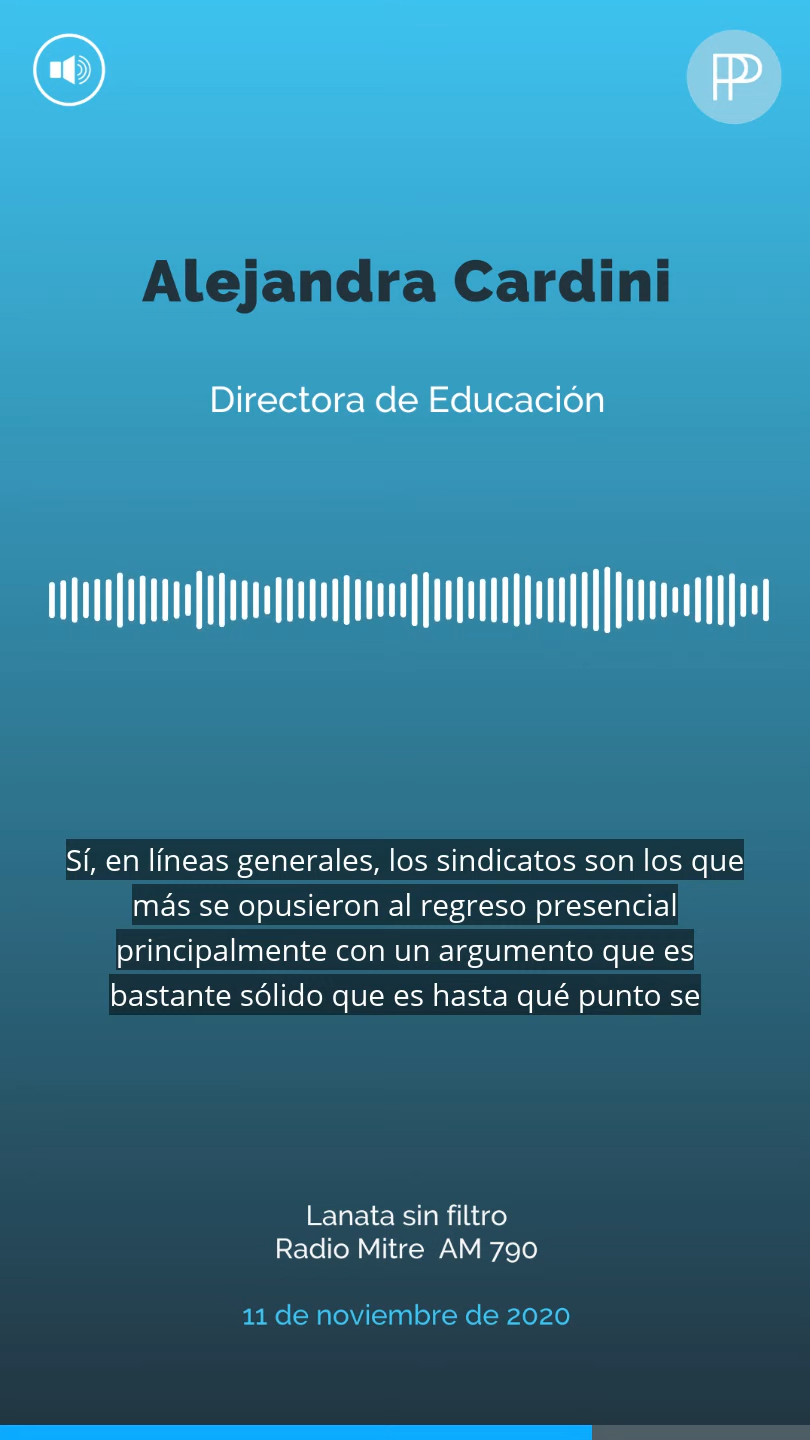 PP
Alejandra Cardini
Directora de Educación
Sí, en líneas generales, los sindicatos son los que
más se opusieron al regreso presencial
principalmente con un argumento que es
bastante sólido que es hasta qué punto se
Lanata sin filtro
Radio Mitre  AM 790
11 de noviembre de 2020